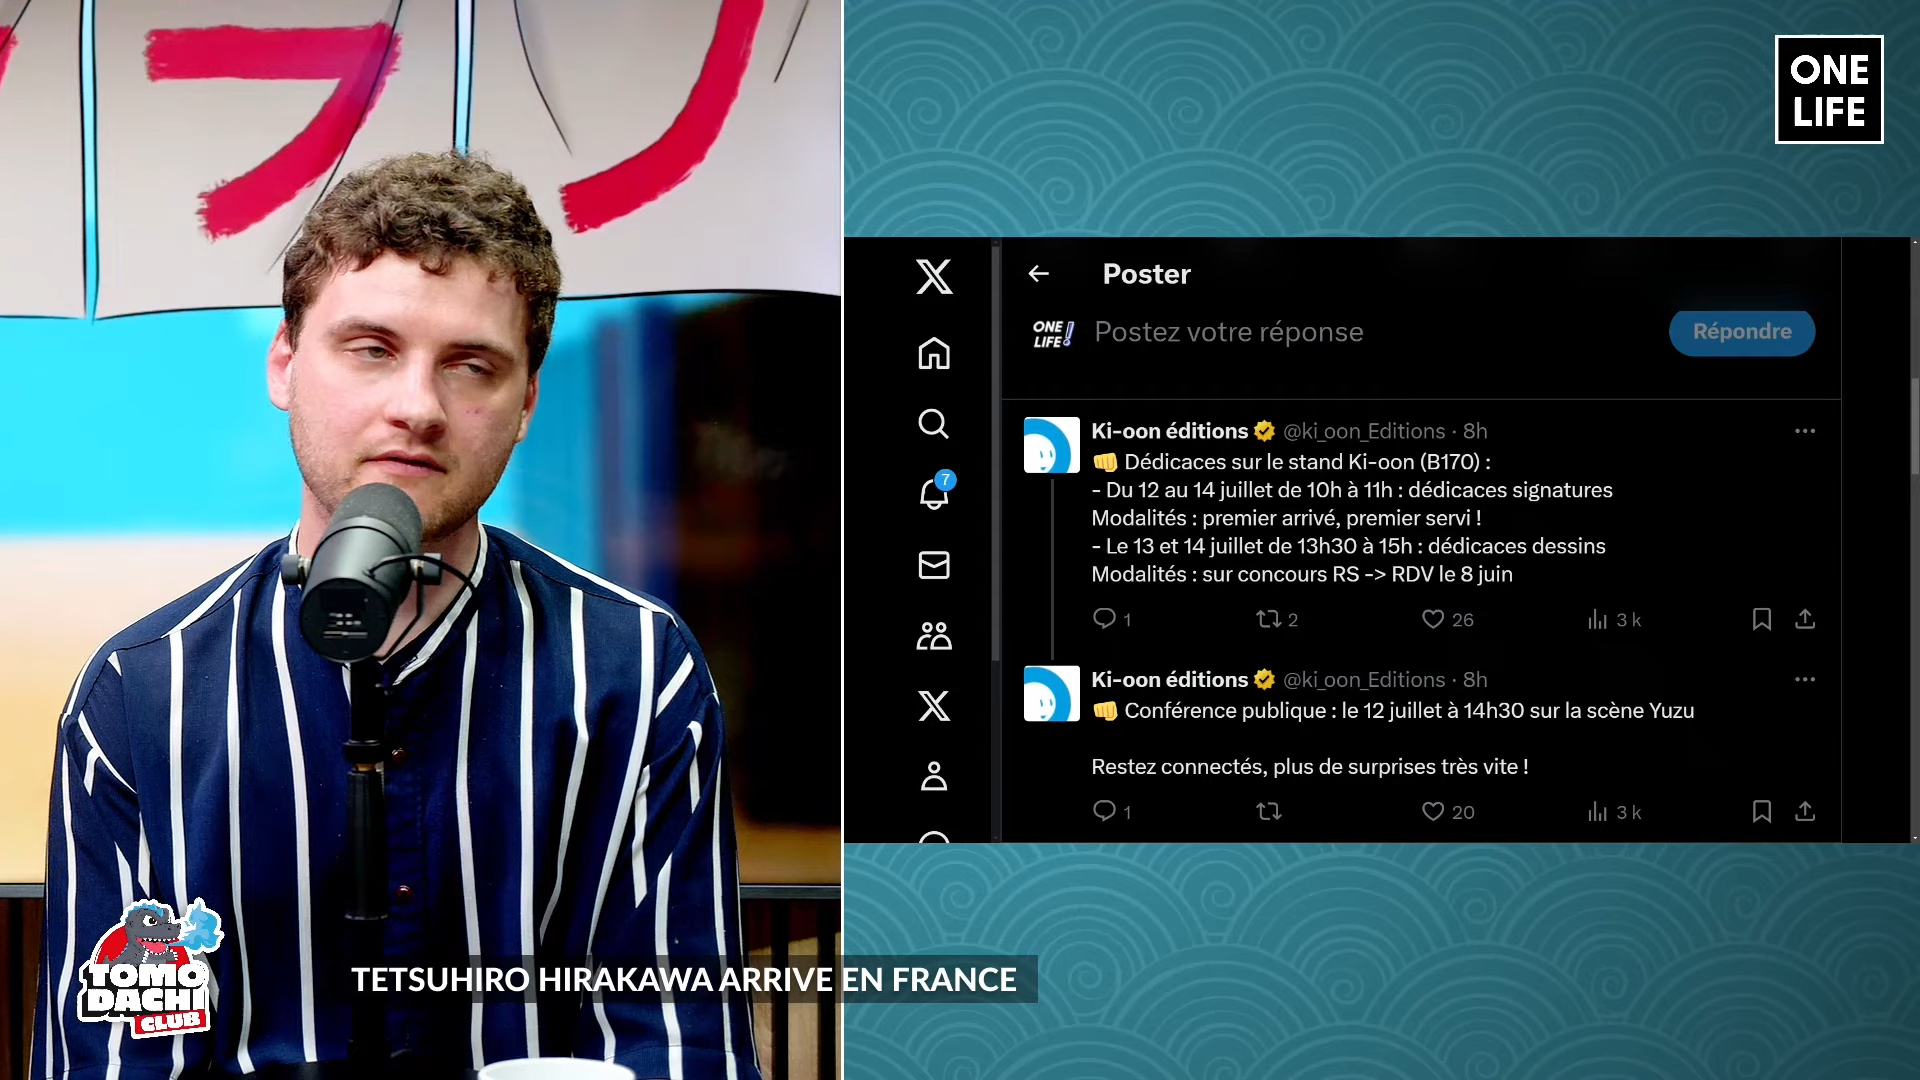 ONE
LIFE
Poster
ONE
LIFE!
Postez votre réponse
Répondre
7
Ki-oon éditions @ki_oon_Editions · 8h
👊 Dédicaces sur le stand Ki-oon (B170) :
- Du 12 au 14 juillet de 10h à 11h : dédicaces signatures
Modalités : premier arrivé, premier servi !
- Le 13 et 14 juillet de 13h30 à 15h : dédicaces dessins
Modalités : sur concours RS -> RDV le 8 juin
1 2 26 3 k
Ki-oon éditions @ki_oon_Editions · 8h
👊 Conférence publique : le 12 juillet à 14h30 sur la scène Yuzu
Restez connectés, plus de surprises très vite !
1 20 3 k
TOMO
DACHI
CLUB
TETSUHIRO HIRAKAWA ARRIVE EN FRANCE